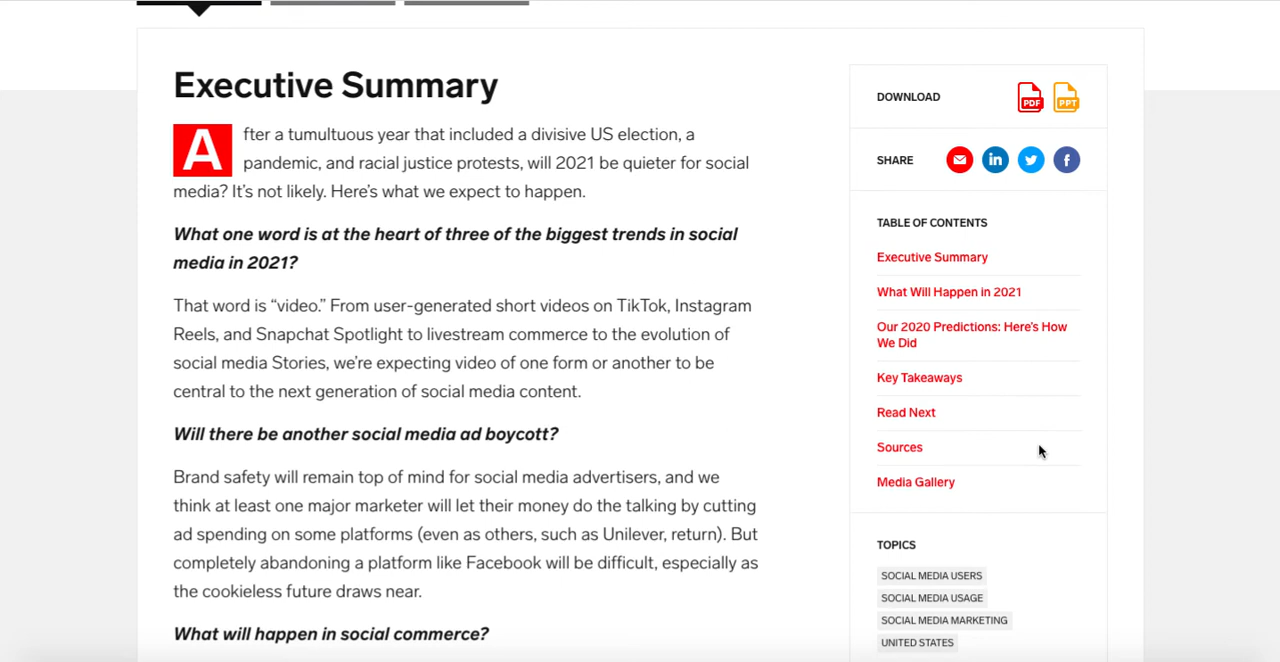 Executive Summary
After a tumultuous year that included a divisive US election, a
pandemic, and racial justice protests, will 2021 be quieter for social
media? It’s not likely. Here’s what we expect to happen.
What one word is at the heart of three of the biggest trends in social
media in 2021?
That word is “video.” From user-generated short videos on TikTok, Instagram
Reels, and Snapchat Spotlight to livestream commerce to the evolution of
social media Stories, we’re expecting video of one form or another to be
central to the next generation of social media content.
Will there be another social media ad boycott?
Brand safety will remain top of mind for social media advertisers, and we
think at least one major marketer will let their money do the talking by cutting
ad spending on some platforms (even as others, such as Unilever, return). But
completely abandoning a platform like Facebook will be difficult, especially as
the cookieless future draws near.
What will happen in social commerce?
DOWNLOAD
PDF
PPT
SHARE
in
f
TABLE OF CONTENTS
Executive Summary
What Will Happen in 2021
Our 2020 Predictions: Here’s How
We Did
Key Takeaways
Read Next
Sources
Media Gallery
TOPICS
SOCIAL MEDIA USERS
SOCIAL MEDIA USAGE
SOCIAL MEDIA MARKETING
UNITED STATES